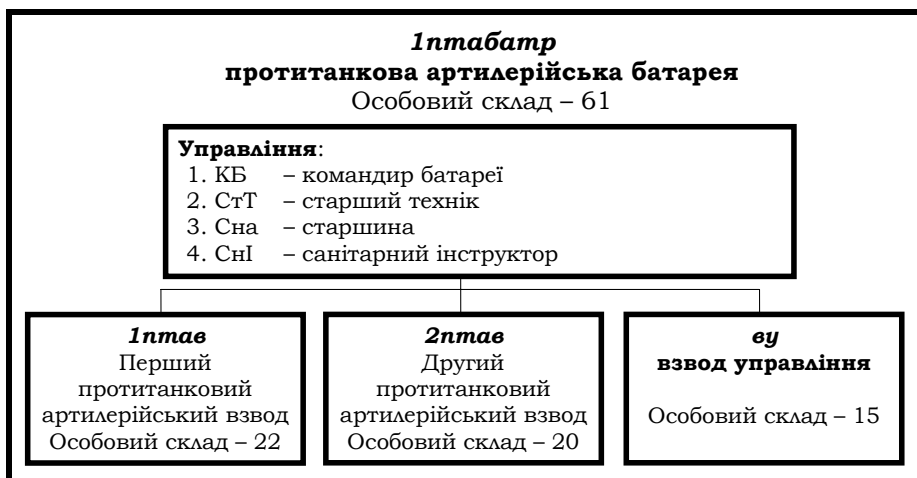 1птабатр
протитанкова артилерійська батарея
Особовий склад – 61
Управління:
1. КБ – командир батареї
2. СтТ – старший технік
3. Сна – старшина
4. СнІ – санітарний інструктор
1птав
Перший
протитанковий
артилерійський взвод
Особовий склад – 22
2птав
Другий
протитанковий
артилерійський взвод
Особовий склад – 20
ву
взвод управління
Особовий склад – 15